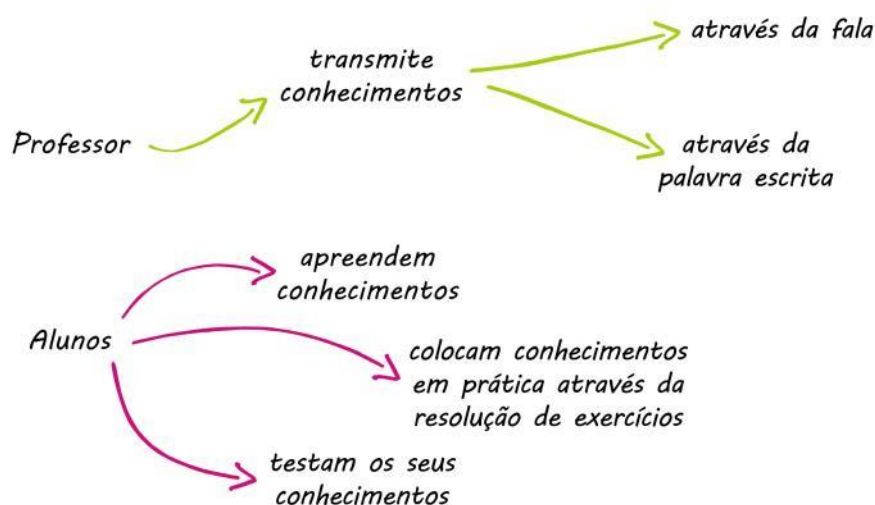 Professor
transmite
conhecimentos
através da fala
através da
palavra escrita
Alunos
apreendem
conhecimentos
colocam conhecimentos
em prática através da
resolução de exercícios
testam os seus
conhecimentos